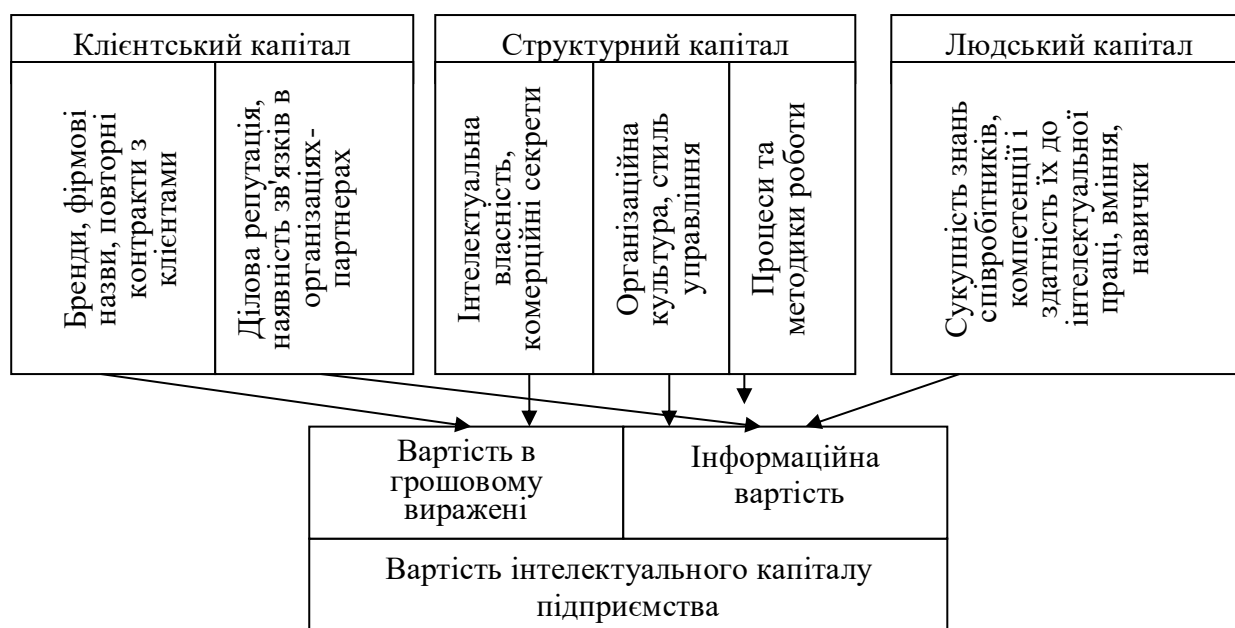 Клієнтський капітал
Бренди, фірмові
назви, повторні
контракти з
клієнтами
Ділова репутація,
наявність зв'язків в
організаціях-
партнерах
Структурний капітал
Інтелектуальна
власність,
комерційні секрети
Організаційна
культура, стиль
управління
Процеси та
методики роботи
Людський капітал
Сукупність знань
співробітників,
компетенції і
здатність їх до
інтелектуальної
праці, вміння,
навички
Вартість в
грошовому
виражені
Інформаційна
вартість
Вартість інтелектуального капіталу
підприємства